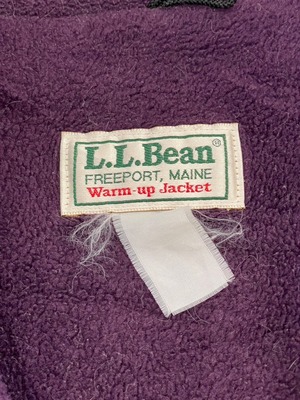 L.L.Bean®
FREEPORT, MAINE
Warm-up Jacket